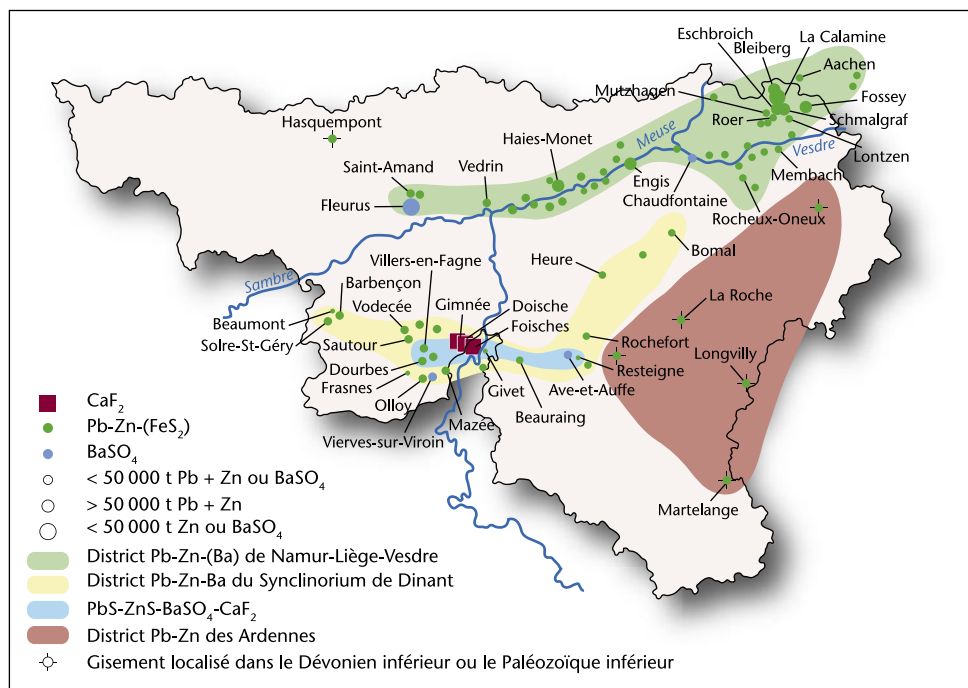 Eschbroich
La Calamine
Bleiberg
Aachen
Mutzhagen
Fossey
Hasquempont
Roer
Schmalgraf
Haies-Monet
Meuse
Vesdre
Lontzen
Saint-Amand
Vedrin
Engis
Membach
Fleurus
Chaudfontaine
Rocheux-Oneux
Villers-en-Fagne
Heure
Bomal
Sambre
Barbençon
Vodecée
Gimnée
Doische
La Roche
Beaumont
Foisches
Solre-St-Géry
Sautour
Rochefort
Longvilly
Dourbes
Restegne
Frasnes
Givet
Ave-et-Auffe
Olloy
Beauraing
Mazée
Vierves-sur-Viroin
Martelange
CaF2
Pb-Zn-(FeS2)
BaSO4
< 50 000 t Pb + Zn ou BaSO4
> 50 000 t Pb + Zn
< 50 000 t Zn ou BaSO4
District Pb-Zn-(Ba) de Namur-Liège-Vesdre
District Pb-Zn-Ba du Synclinorium de Dinant
PbS-ZnS-BaSO4-CaF2
District Pb-Zn des Ardennes
Gisement localisé dans le Dévonien inférieur ou le Paléozoïque inférieur